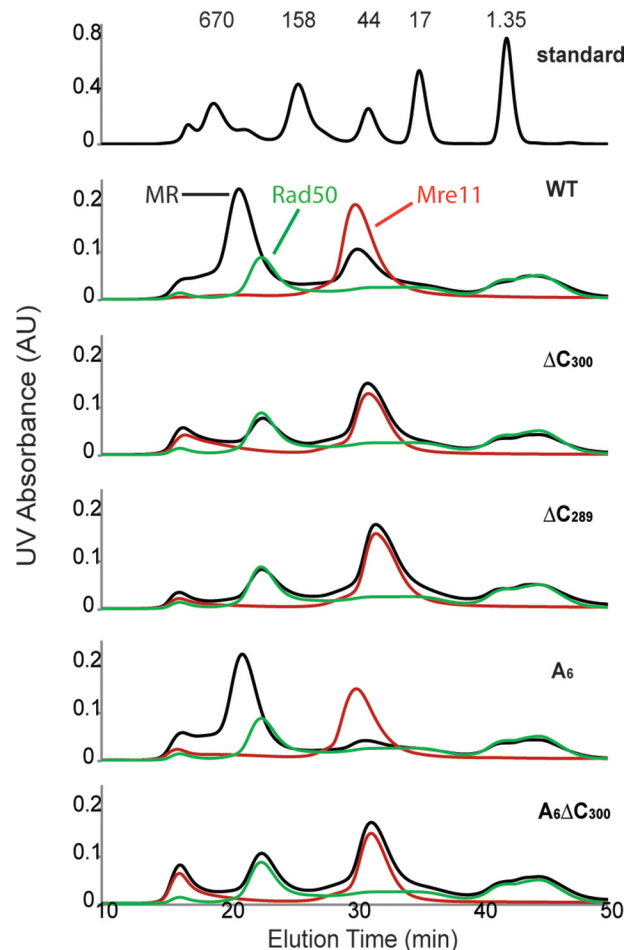 670 158 44 17 1.35
0.8
standard
0.4
0
WT
0.2
MR Rad50 Mre11
0.1
0
ΔC300
0.2
0.1
0
ΔC289
0.2
0.1
0
A6
0.2
0.1
0
A6ΔC300
0.2
0.1
0
10 20 30 40 50
Elution Time (min)
UV Absorbance (AU)